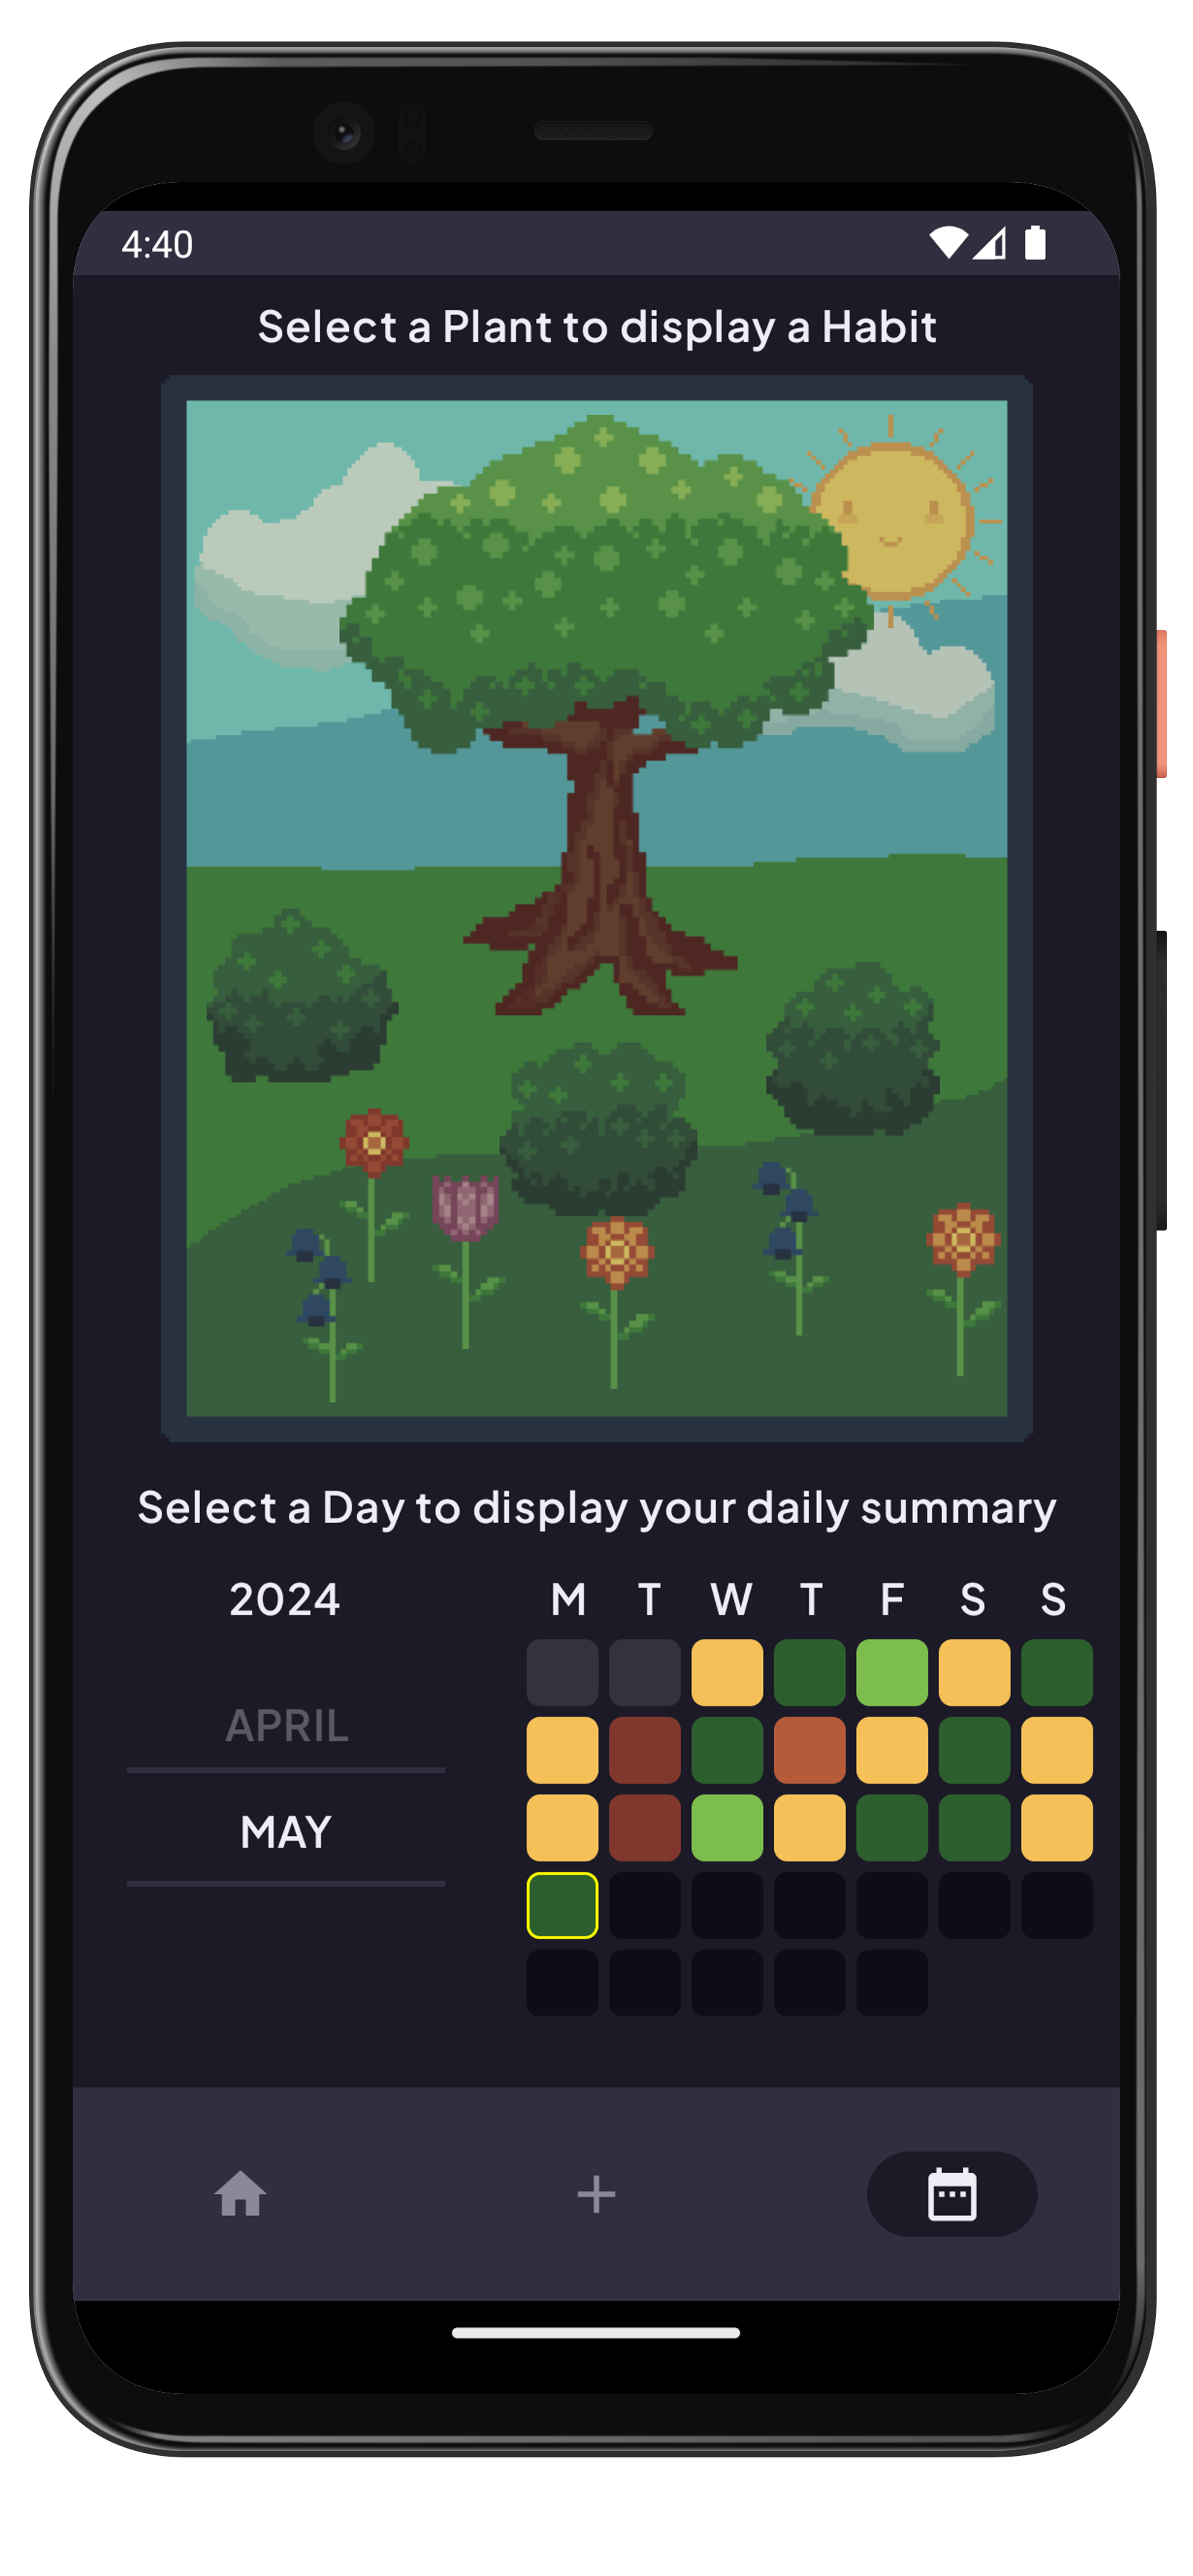 4:40
Select a Plant to display a Habit
Select a Day to display your daily summary
2024
M T W T F S S
APRIL
MAY